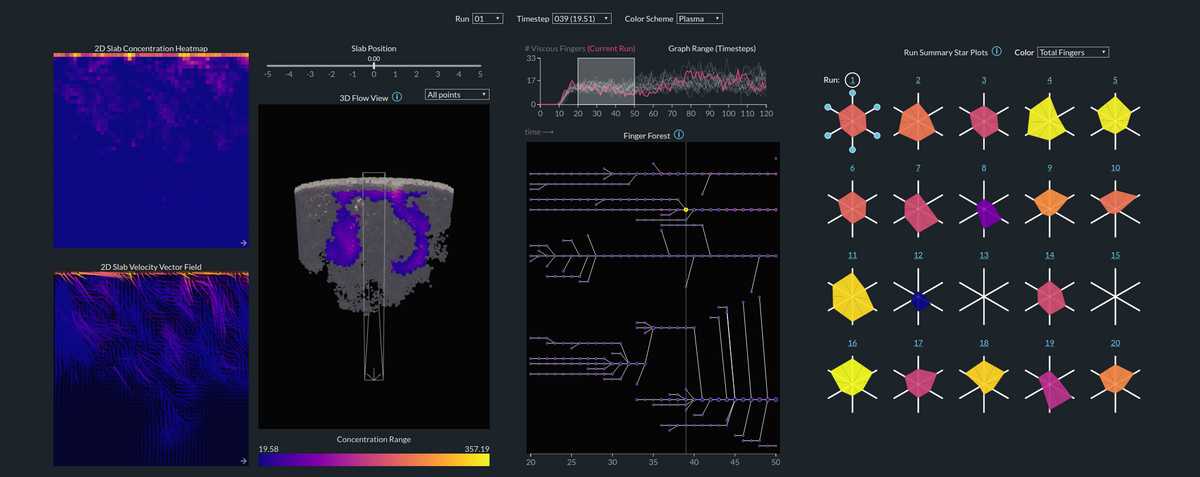 Run 01 Timestep 039 (19.51) Color Scheme Plasma
2D Slab Concentration Heatmap
2D Slab Velocity Vector Field
Slab Position
0.00
-5 -4 -3 -2 -1 0 1 2 3 4 5
3D Flow View All points
Concentration Range
19.58 357.19
# Viscous Fingers (Current Run) Graph Range (Timesteps)
33
17
0
0 10 20 30 40 50 60 70 80 90 100 110 120
time
Finger Forest
20 25 30 35 40 45 50
Run Summary Star Plots Color Total Fingers
Run: 1 2 3 4 5
6 7 8 9 10
11 12 13 14 15
16 17 18 19 20